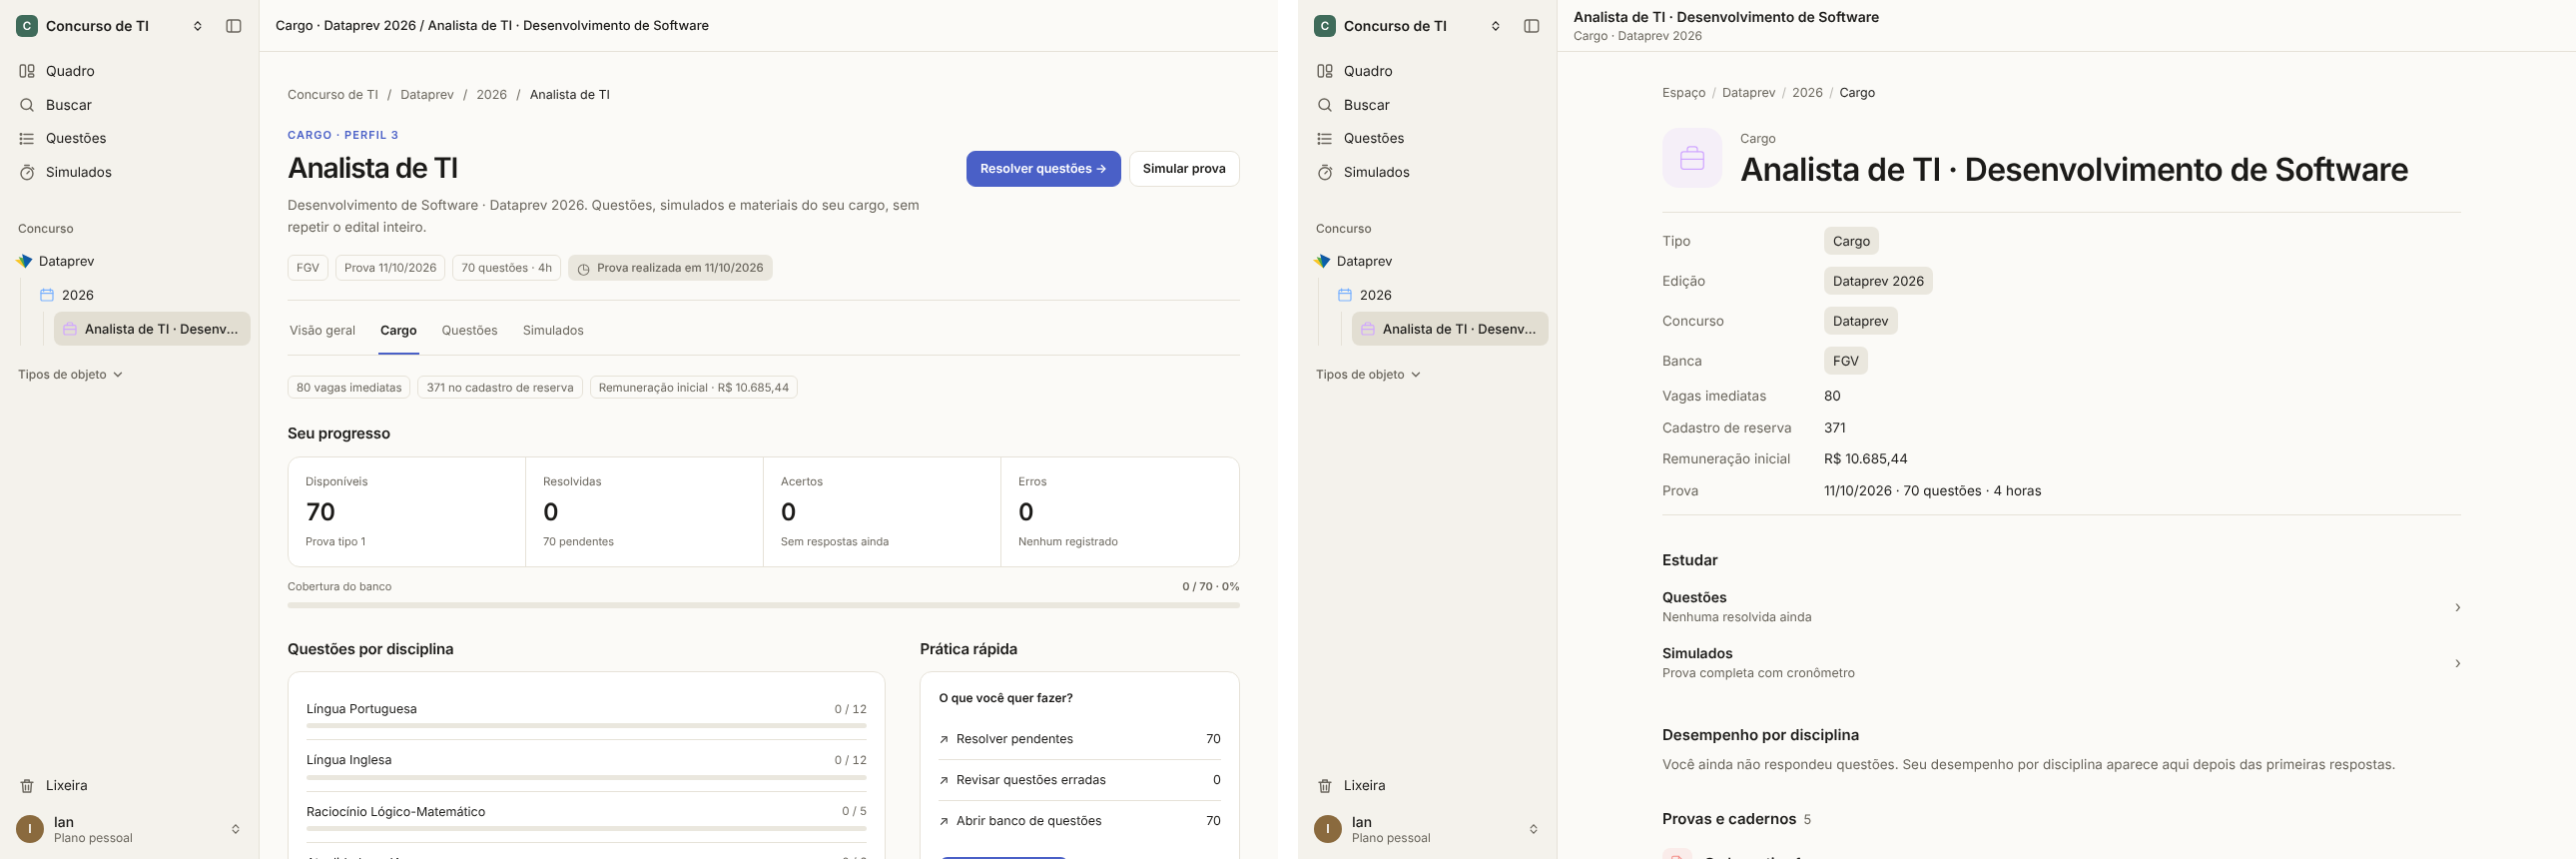 C Concurso de TI
Quadro
Buscar
Questões
Simulados
Concurso
Dataprev
2026
Analista de TI · Desenv...
Tipos de objeto
Lixeira
I
Ian
Plano pessoal
Cargo · Dataprev 2026 / Analista de TI · Desenvolvimento de Software
Concurso de TI / Dataprev / 2026 / Analista de TI
CARGO · PERFIL 3
Analista de TI
Resolver questões →
Simular prova
Desenvolvimento de Software · Dataprev 2026. Questões, simulados e materiais do seu cargo, sem
repetir o edital inteiro.
FGV
Prova 11/10/2026
70 questões · 4h
Prova realizada em 11/10/2026
Visão geral
Cargo
Questões
Simulados
80 vagas imediatas
371 no cadastro de reserva
Remuneração inicial · R$ 10.685,44
Seu progresso
Disponíveis
70
Prova tipo 1
Resolvidas
0
70 pendentes
Acertos
0
Sem respostas ainda
Erros
0
Nenhum registrado
Cobertura do banco
0 / 70 · 0%
Questões por disciplina
Língua Portuguesa 0 / 12
Língua Inglesa 0 / 12
Raciocínio Lógico-Matemático 0 / 5
Prática rápida
O que você quer fazer?
↗ Resolver pendentes 70
↗ Revisar questões erradas 0
↗ Abrir banco de questões 70
C Concurso de TI
Quadro
Buscar
Questões
Simulados
Concurso
Dataprev
2026
Analista de TI · Desenv...
Tipos de objeto
Lixeira
I
Ian
Plano pessoal
Analista de TI · Desenvolvimento de Software
Cargo · Dataprev 2026
Espaço / Dataprev / 2026 / Cargo
Cargo
Analista de TI · Desenvolvimento de Software
Tipo Cargo
Edição Dataprev 2026
Concurso Dataprev
Banca FGV
Vagas imediatas 80
Cadastro de reserva 371
Remuneração inicial R$ 10.685,44
Prova 11/10/2026 · 70 questões · 4 horas
Estudar
Questões
Nenhuma resolvida ainda
Simulados
Prova completa com cronômetro
Desempenho por disciplina
Você ainda não respondeu questões. Seu desempenho por disciplina aparece aqui depois das primeiras respostas.
Provas e cadernos 5